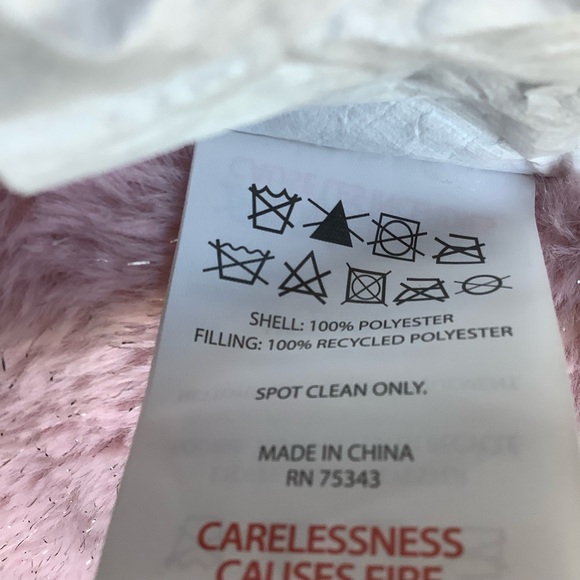 SHELL: 100% POLYESTER
FILLING: 100% RECYCLED POLYESTER
SPOT CLEAN ONLY.
MADE IN CHINA
RN 75343
CARELESSNESS
CAUSES FIRE